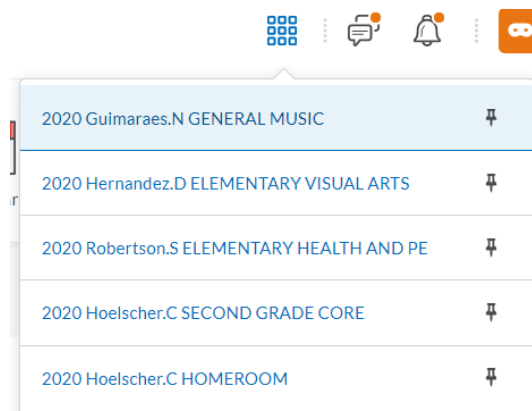 2020 Guimaraes.N GENERAL MUSIC
2020 Hernandez.D ELEMENTARY VISUAL ARTS
2020 Robertson.S ELEMENTARY HEALTH AND PE
2020 Hoelscher.C SECOND GRADE CORE
2020 Hoelscher.C HOMEROOM